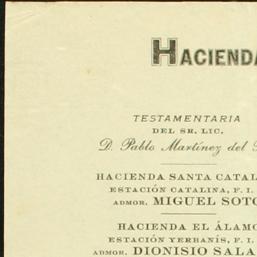 HACIENDA
TESTAMENTARIA
DEL SR. LIC.
D. Pablo Martínez del
HACIENDA SANTA CATAL
ESTACIÓN CATALINA, F. I.
ADMOR. MIGUEL SOTO
HACIENDA EL ÁLAMO
ESTACIÓN YERBANÍS, F. I.
ADMOR. DIONISIO SALA